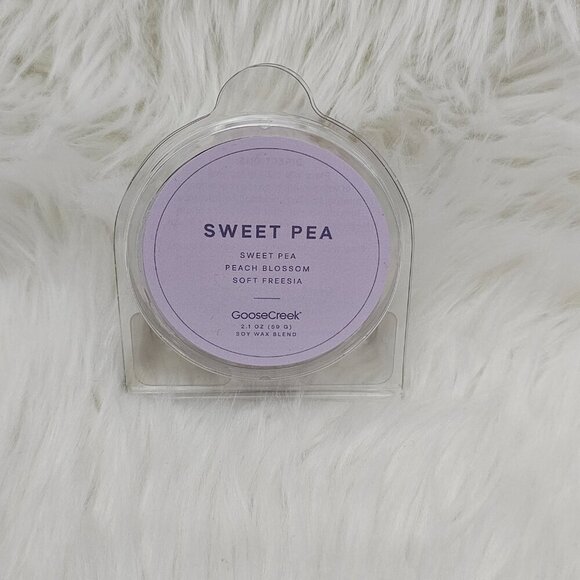 SWEET PEA
SWEET PEA
PEACH BLOSSOM
SOFT FREESIA
GooseCreek
2.1 OZ (59 G)
SOY WAX BLEND